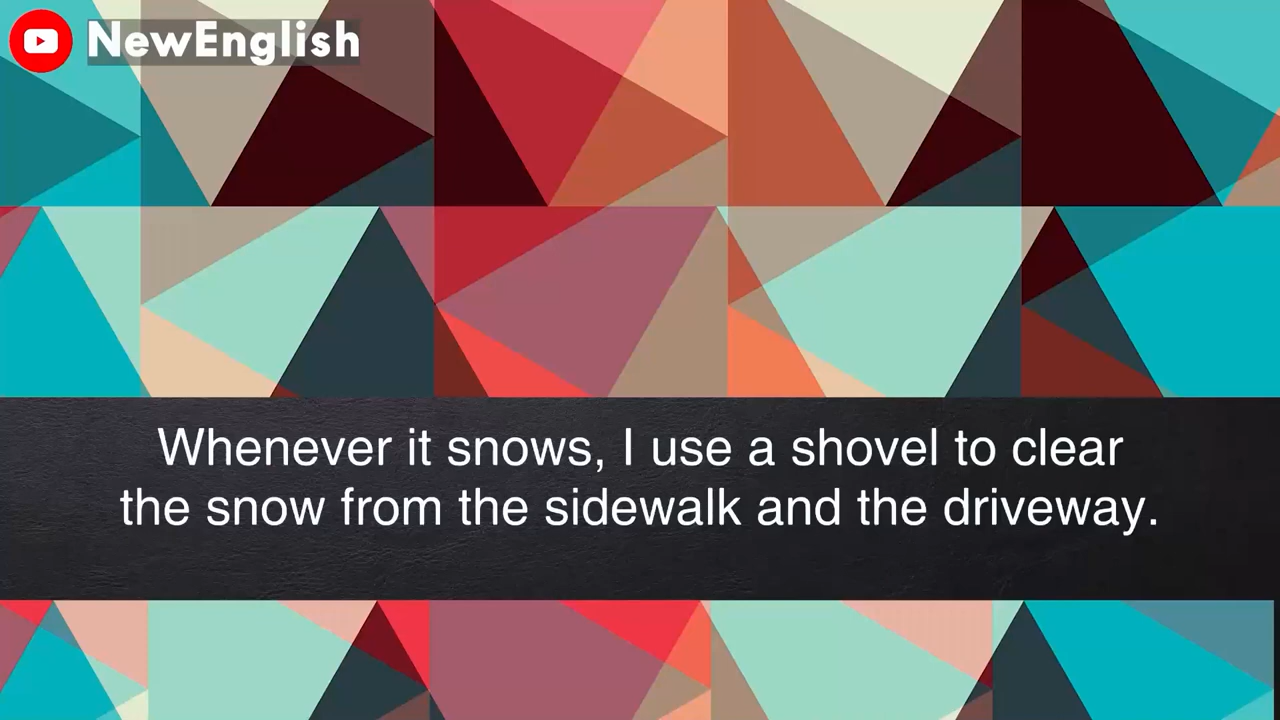 NewEnglish
Whenever it snows, I use a shovel to clear
the snow from the sidewalk and the driveway.